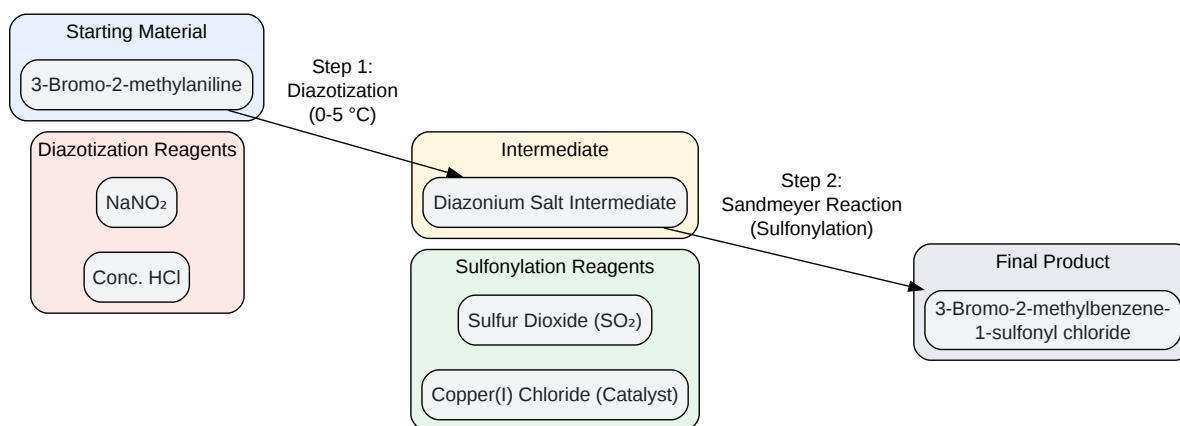 Starting Material
3-Bromo-2-methylaniline
Step 1:
Diazotization
(0-5 °C)
Diazotization Reagents
NaNO₂
Conc. HCl
Intermediate
Diazonium Salt Intermediate
Step 2:
Sandmeyer Reaction
(Sulfonylation)
Sulfonylation Reagents
Sulfur Dioxide (SO₂)
Copper(I) Chloride (Catalyst)
Final Product
3-Bromo-2-methylbenzene-
1-sulfonyl chloride